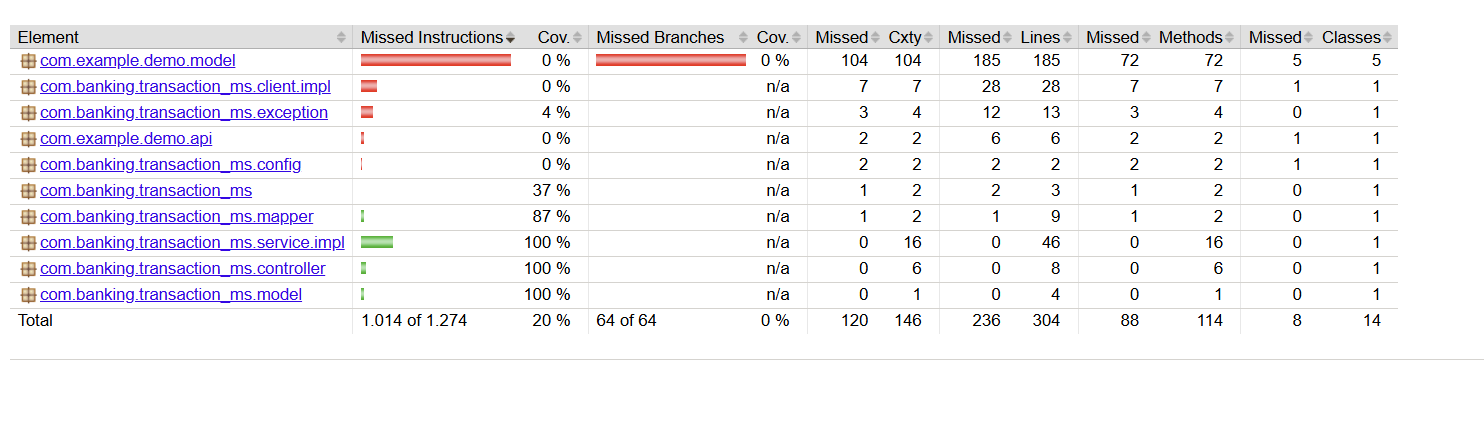 Element Missed Instructions Cov. Missed Branches Cov. Missed Cxty Missed Lines Missed Methods Missed Classes
com.example.demo.model 0 % 0 % 104 104 185 185 72 72 5 5
com.banking.transaction_ms.client.impl 0 % n/a 7 7 28 28 7 7 1 1
com.banking.transaction_ms.exception 4 % n/a 3 4 12 13 3 4 0 1
com.example.demo.api 0 % n/a 2 2 6 6 2 2 1 1
com.banking.transaction_ms.config 0 % n/a 2 2 2 2 2 2 1 1
com.banking.transaction_ms 37 % n/a 1 2 2 3 1 2 0 1
com.banking.transaction_ms.mapper 87 % n/a 1 2 1 9 1 2 0 1
com.banking.transaction_ms.service.impl 100 % n/a 0 16 0 46 0 16 0 1
com.banking.transaction_ms.controller 100 % n/a 0 6 0 8 0 6 0 1
com.banking.transaction_ms.model 100 % n/a 0 1 0 4 0 1 0 1
Total 1.014 of 1.274 20 % 64 of 64 0 % 120 146 236 304 88 114 8 14